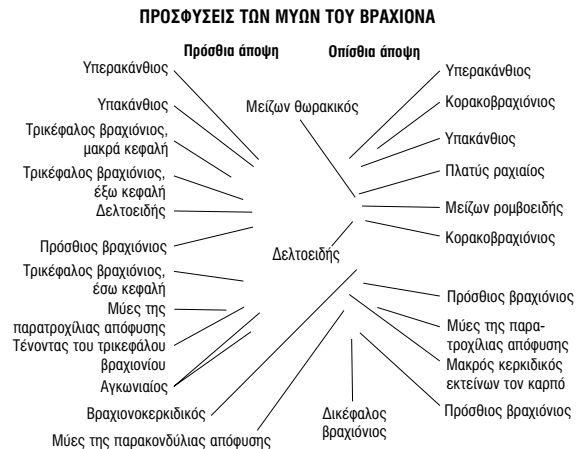 ΠΡΟΣΦΥΣΕΙΣ ΤΩΝ ΜΥΩΝ ΤΟΥ ΒΡΑΧΙΟΝΑ
Πρόσθια άποψη
Υπερακάνθιος
Υπακάνθιος
Τρικέφαλος βραχιόνιος,
μακρά κεφαλή
Τρικέφαλος βραχιόνιος,
έξω κεφαλή
Δελτοειδής
Πρόσθιος βραχιόνιος
Τρικέφαλος βραχιόνιος,
έσω κεφαλή
Μύες της
παρατροχίλιας απόφυσης
Τένοντας του τρικεφάλου
βραχιονίου
Αγκωνιαίος
Βραχιονοκερκιδικός
Μύες της παρακονδύλιας απόφυσης
Οπίσθια άποψη
Μείζων θωρακικός
Δελτοειδής
Υπερακάνθιος
Κορακοβραχιόνιος
Υπακάνθιος
Πλατύς ραχιαίος
Μείζων ρομβοειδής
Κορακοβραχιόνιος
Πρόσθιος βραχιόνιος
Μύες της παρα-
τροχίλιας απόφυσης
Μακρός κερκιδικός
εκτείνων τον καρπό
Πρόσθιος βραχιόνιος
Δικέφαλος
βραχιόνιος